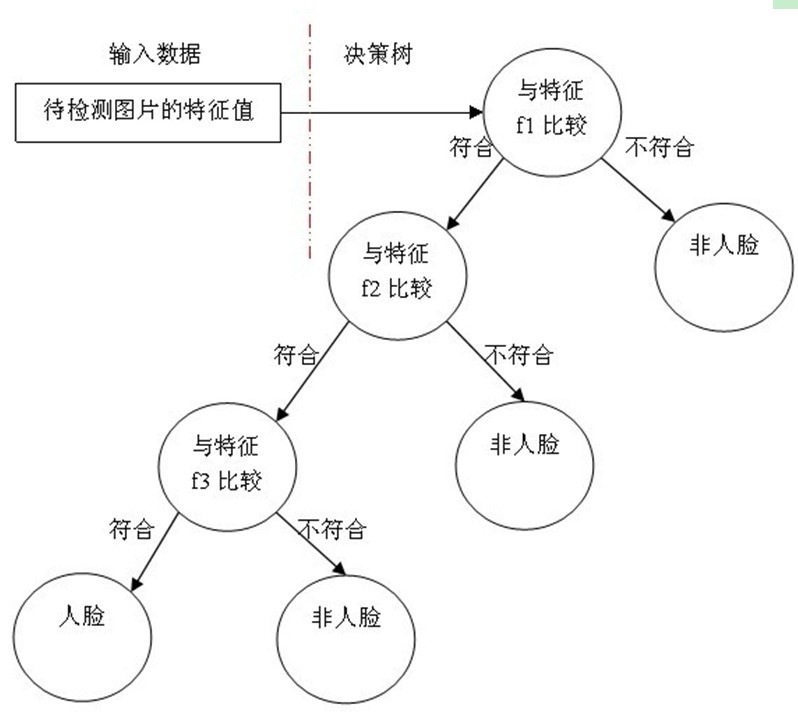 输入数据
决策树
待检测图片的特征值
与特征
f1 比较
符合
不符合
与特征
f2 比较
非人脸
符合
不符合
与特征
f3 比较
非人脸
符合
不符合
人脸
非人脸